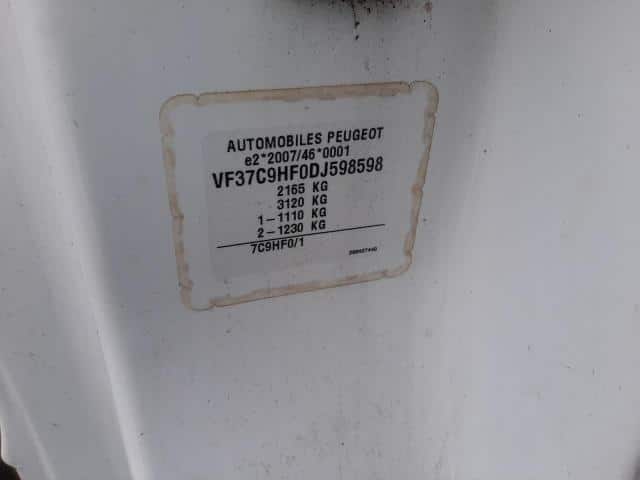 AUTOMOBILES PEUGEOT
e2*2007/46*0001
VF37C9HF0DJ598598
2165 KG
3120 KG
1-1110 KG
2-1230 KG
7C9HF0/1